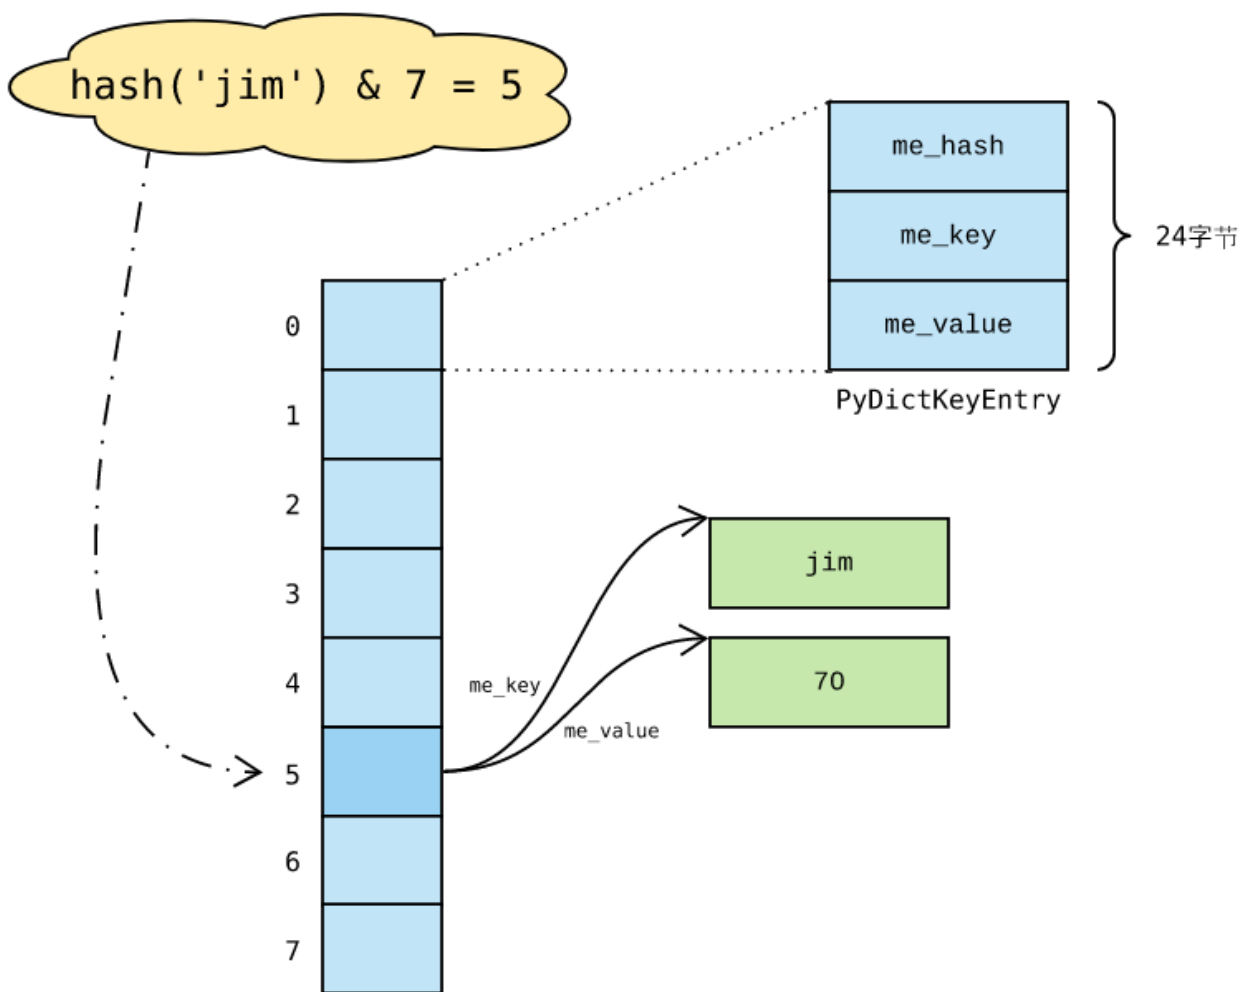 hash('jim') & 7 = 5
me_hash
me_key
me_value
24字节
PyDictKeyEntry
0
1
2
3
4
5
6
7
jim
70
me_key
me_value